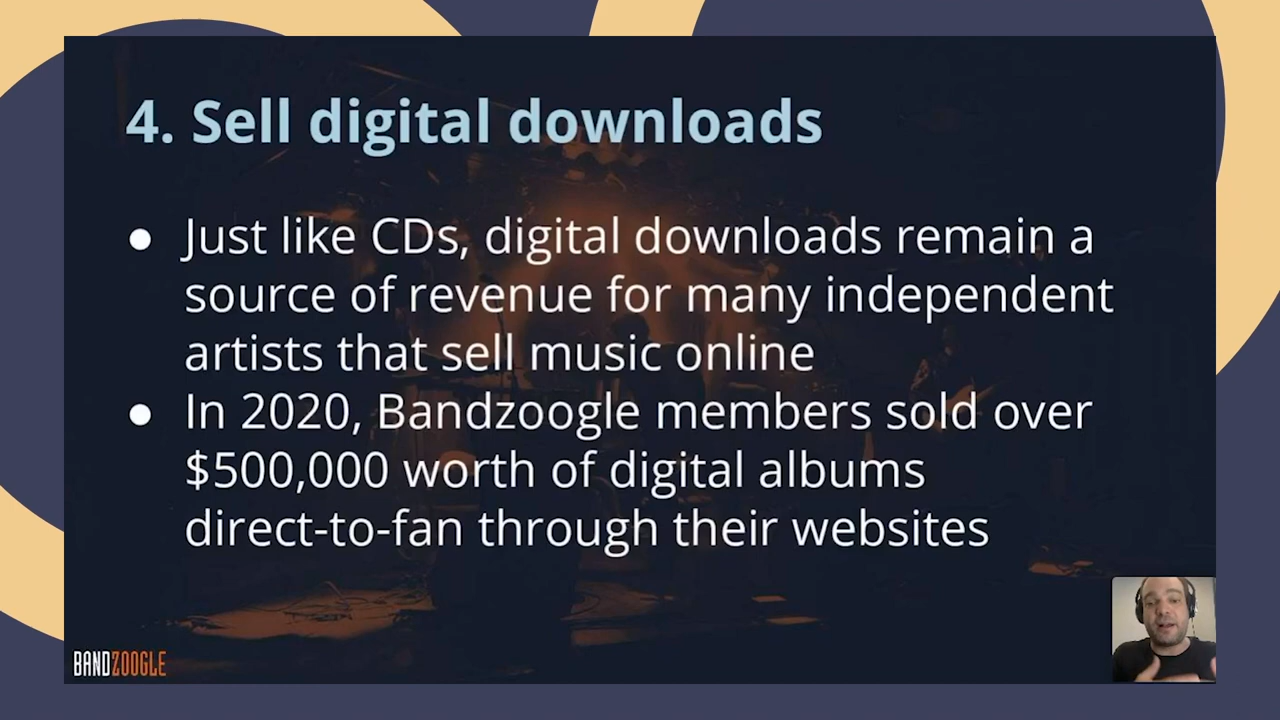 4. Sell digital downloads
● Just like CDs, digital downloads remain a
source of revenue for many independent
artists that sell music online
● In 2020, Bandzoogle members sold over
$500,000 worth of digital albums
direct-to-fan through their websites
BANDZOOGLE